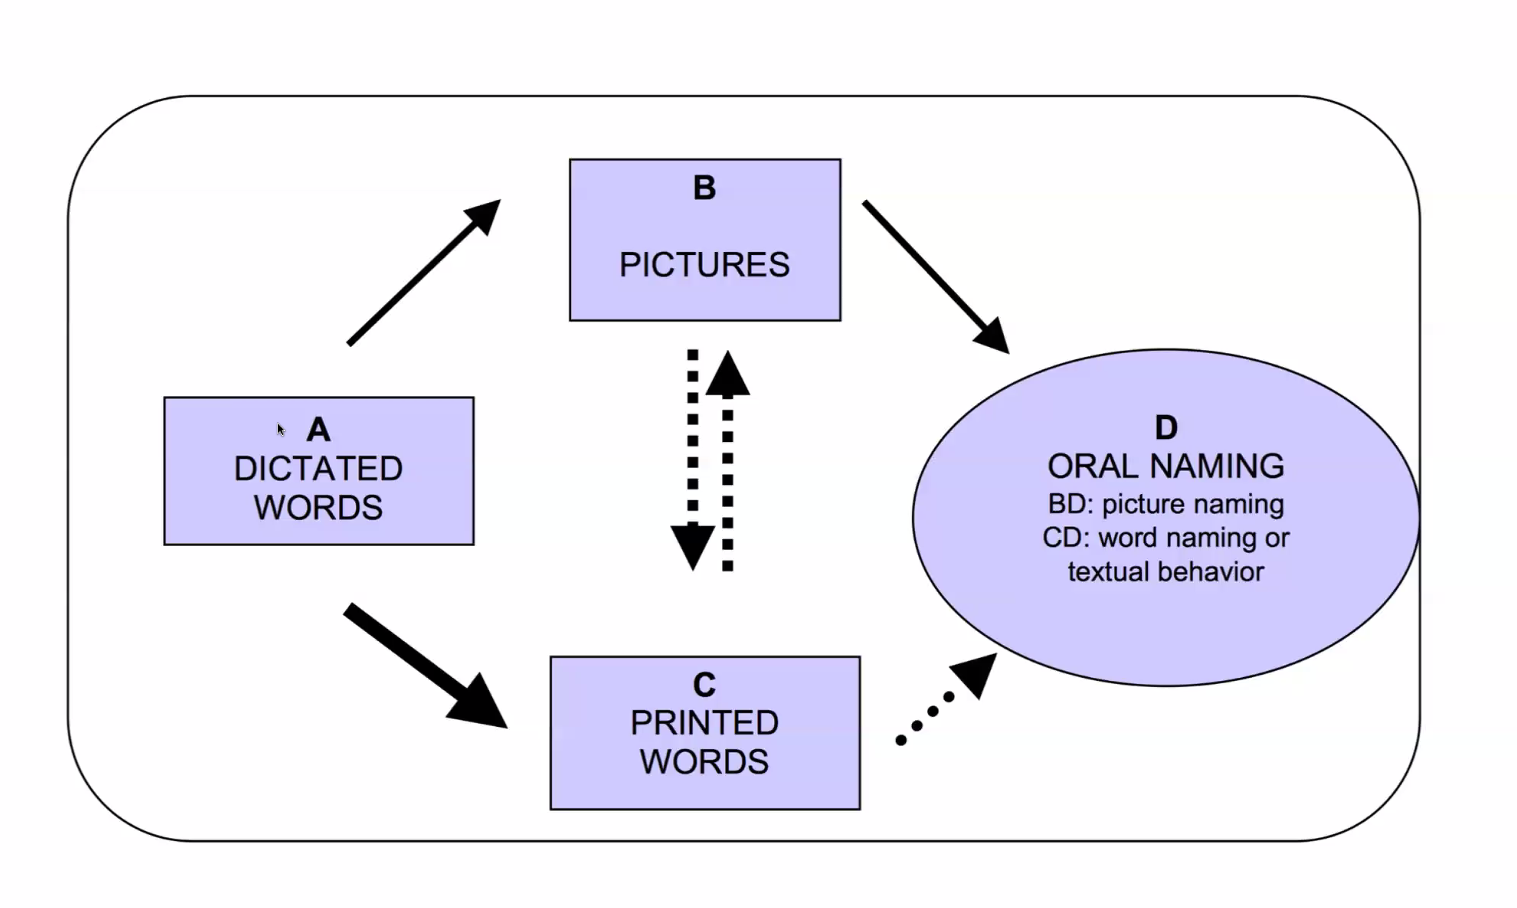 B
PICTURES
A
DICTATED
WORDS
D
ORAL NAMING
BD: picture naming
CD: word naming or
textual behavior
C
PRINTED
WORDS